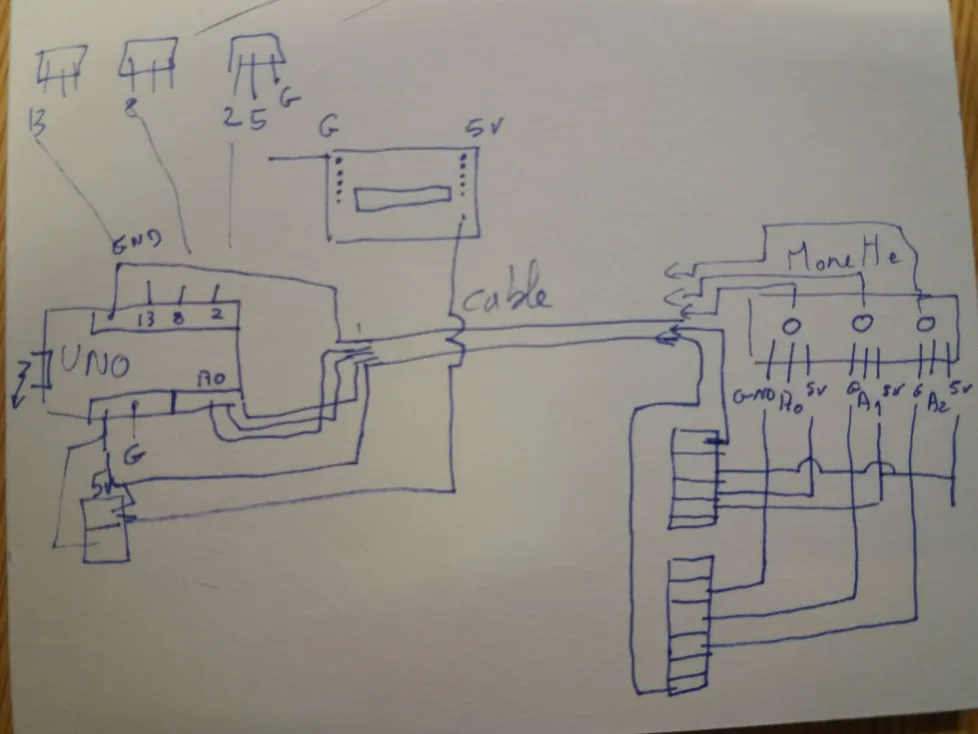 13 8 2 5 G
G 5V
GND
cable
MoneHe
13 8 2
UNO
A0
GND A0 5V G A1 5V G A2 5V
G
5V